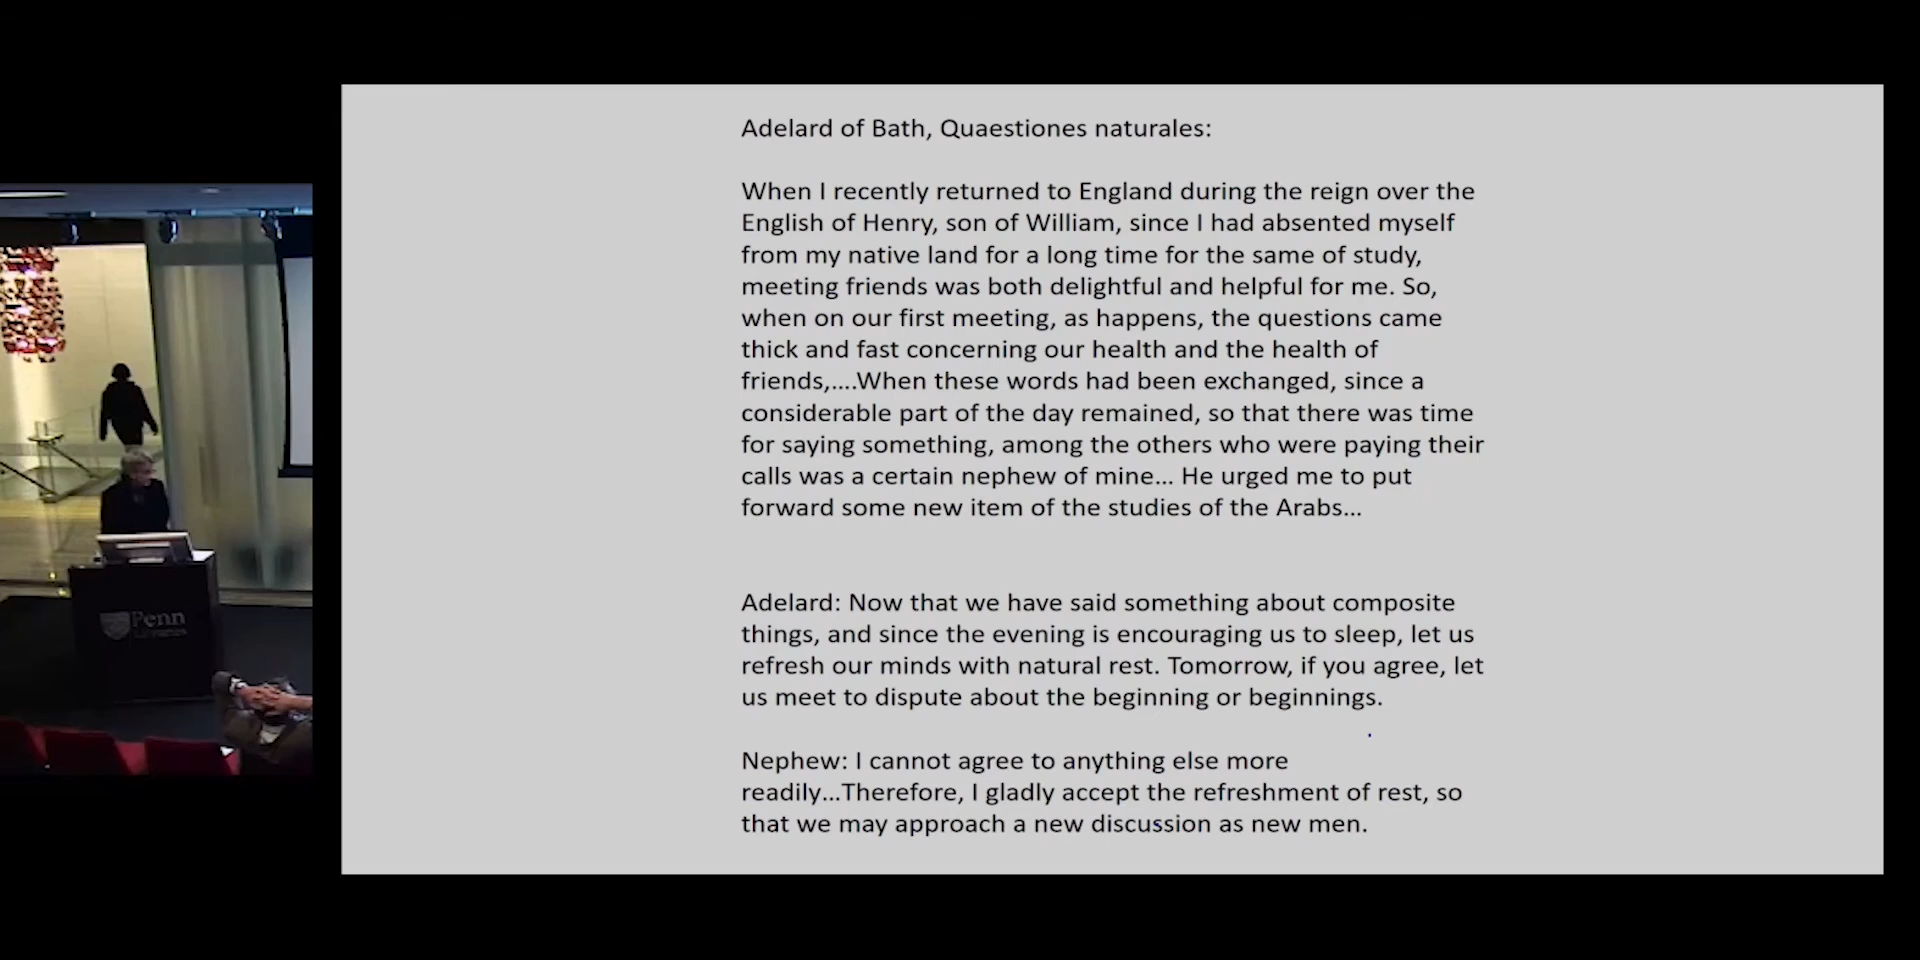 Adelard of Bath, Quaestiones naturales:
When I recently returned to England during the reign over the
English of Henry, son of William, since I had absented myself
from my native land for a long time for the same of study,
meeting friends was both delightful and helpful for me. So,
when on our first meeting, as happens, the questions came
thick and fast concerning our health and the health of
friends,....When these words had been exchanged, since a
considerable part of the day remained, so that there was time
for saying something, among the others who were paying their
calls was a certain nephew of mine... He urged me to put
forward some new item of the studies of the Arabs...
Adelard: Now that we have said something about composite
things, and since the evening is encouraging us to sleep, let us
refresh our minds with natural rest. Tomorrow, if you agree, let
us meet to dispute about the beginning or beginnings.
Nephew: I cannot agree to anything else more
readily...Therefore, I gladly accept the refreshment of rest, so
that we may approach a new discussion as new men.
Penn
Libraries